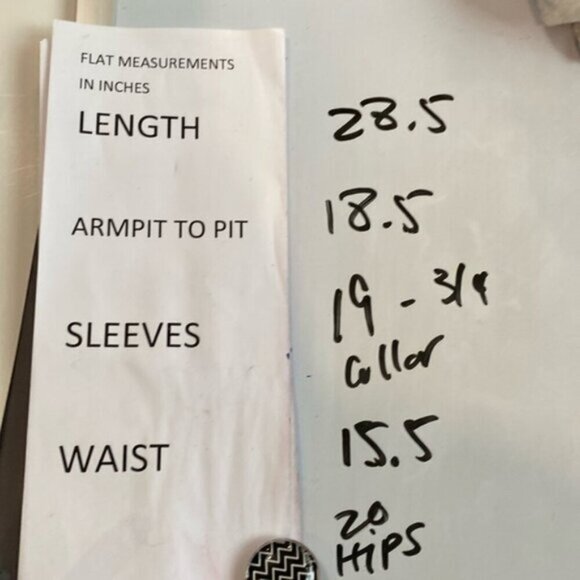 FLAT MEASUREMENTS
IN INCHES
LENGTH 28.5
ARMPIT TO PIT 18.5
SLEEVES 19 - 3/4
Collar
WAIST 15.5
20
HiPS